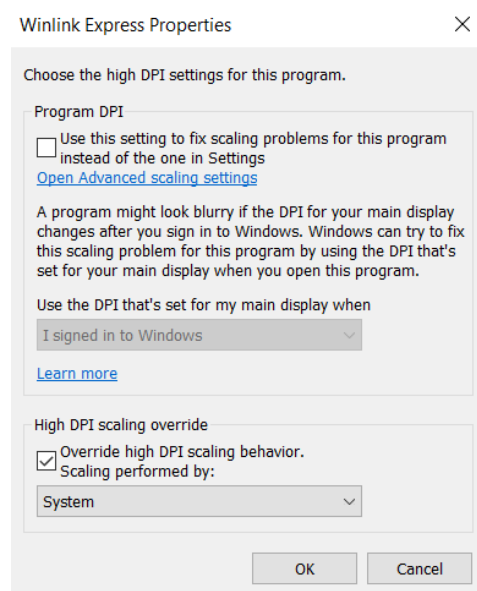 Winlink Express Properties
Choose the high DPI settings for this program.
Program DPI
Use this setting to fix scaling problems for this program
instead of the one in Settings
Open Advanced scaling settings
A program might look blurry if the DPI for your main display
changes after you sign in to Windows. Windows can try to fix
this scaling problem for this program by using the DPI that's
set for your main display when you open this program.
Use the DPI that's set for my main display when
I signed in to Windows
Learn more
High DPI scaling override
Override high DPI scaling behavior.
Scaling performed by:
System
OK
Cancel